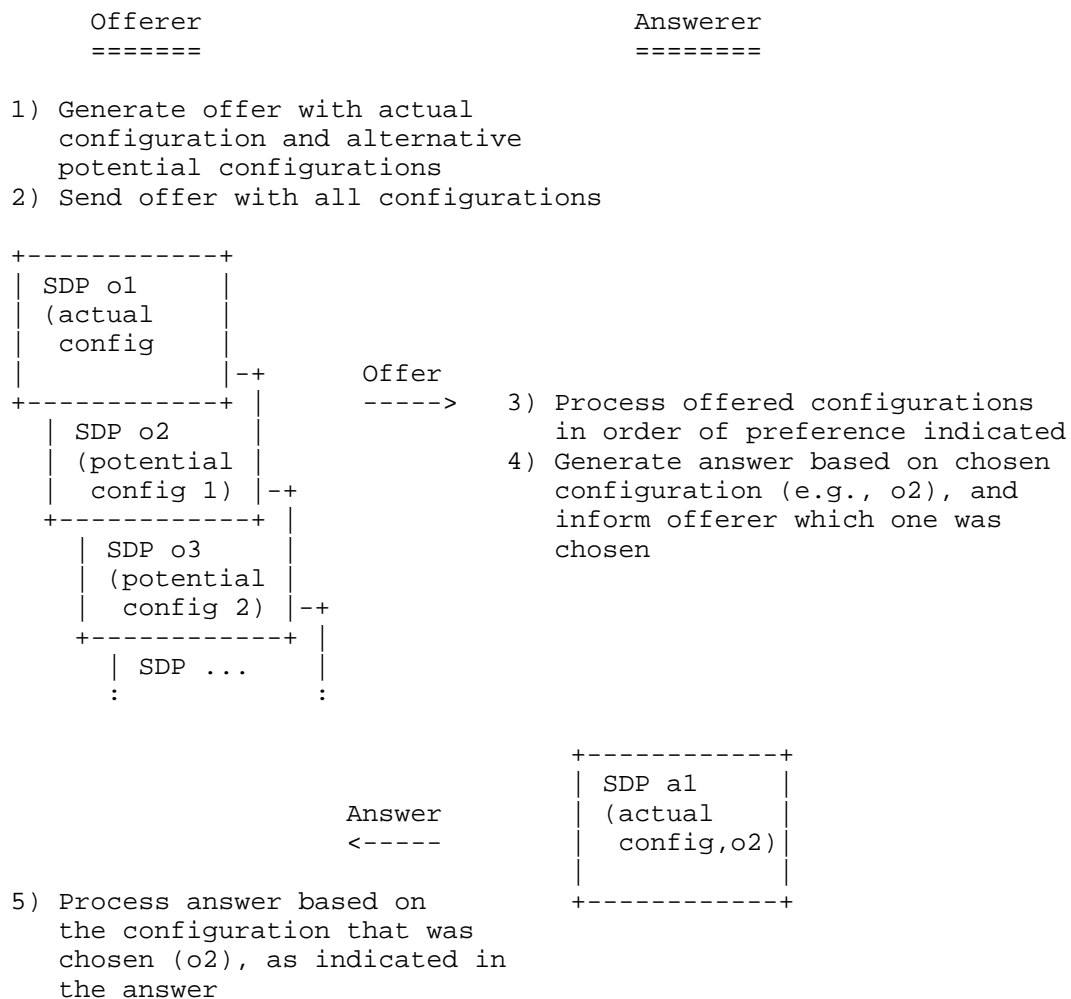 Offerer Answerer
======= ========
1) Generate offer with actual
configuration and alternative
potential configurations
2) Send offer with all configurations
+------------+
| SDP o1 |
| (actual |
| config |
| |-+ Offer
+------------+ | -----> 3) Process offered configurations
| SDP o2 | in order of preference indicated
| (potential | 4) Generate answer based on chosen
| config 1) |-+ configuration (e.g., o2), and
+------------+ | inform offerer which one was
| SDP o3 | chosen
| (potential |
| config 2) |-+
+------------+ |
| SDP ... |
: :
+------------+
| SDP a1 |
Answer | (actual |
<----- | config,o2)|
| |
5) Process answer based on +------------+
the configuration that was
chosen (o2), as indicated in
the answer